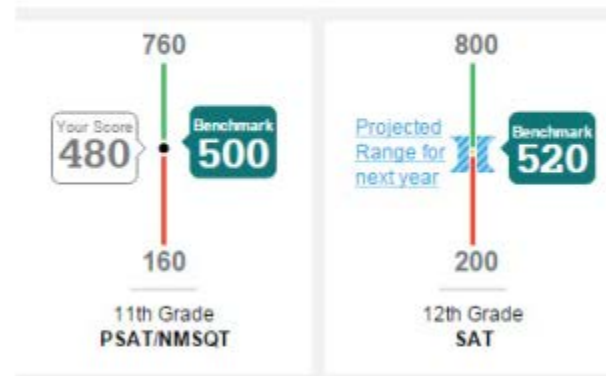 760
Your Score
480
Benchmark
500
160
11th Grade
PSAT/NMSQT
800
Projected
Range for
next year
Benchmark
520
200
12th Grade
SAT